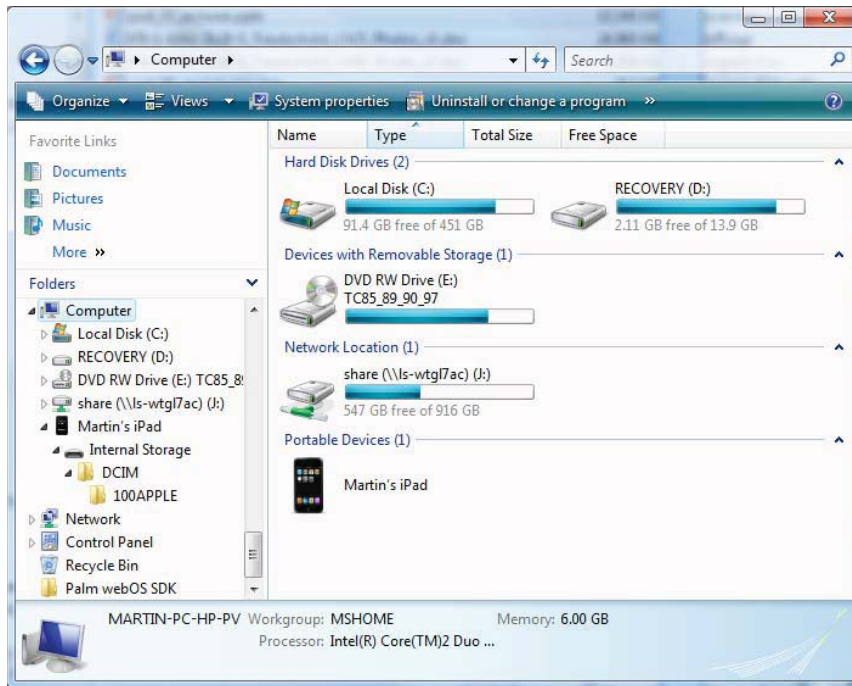 Computer
Search
Organize Views System properties Uninstall or change a program »
Favorite Links
Documents
Pictures
Music
More »
Folders
Computer
Local Disk (C:)
RECOVERY (D:)
DVD RW Drive (E:) TC85_8
share (\\ls-wtgl7ac) (J:)
Martin's iPad
Internal Storage
DCIM
100APPLE
Network
Control Panel
Recycle Bin
Palm webOS SDK
Name Type Total Size Free Space
Hard Disk Drives (2)
Local Disk (C:)
91.4 GB free of 451 GB
RECOVERY (D:)
2.11 GB free of 13.9 GB
Devices with Removable Storage (1)
DVD RW Drive (E:)
TC85_89_90_97
Network Location (1)
share (\\ls-wtgl7ac) (J:)
547 GB free of 916 GB
Portable Devices (1)
Martin's iPad
MARTIN-PC-HP-PV Workgroup: MSHOME Memory: 6.00 GB
Processor: Intel(R) Core(TM)2 Duo ...